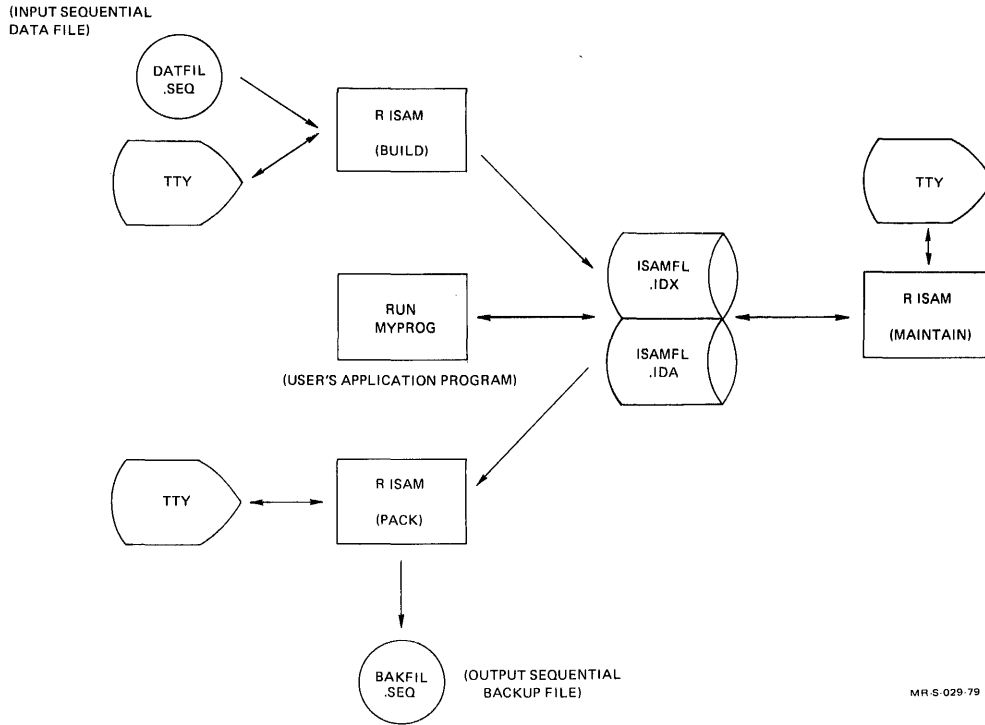 (INPUT SEQUENTIAL
DATA FILE)
DATFIL
.SEQ
R ISAM
(BUILD)
TTY
TTY
ISAMFL
.IDX
RUN
MYPROG
R ISAM
(MAINTAIN)
ISAMFL
.IDA
(USER'S APPLICATION PROGRAM)
R ISAM
(PACK)
TTY
BAKFIL
.SEQ
(OUTPUT SEQUENTIAL
BACKUP FILE)
MR-S-029-79